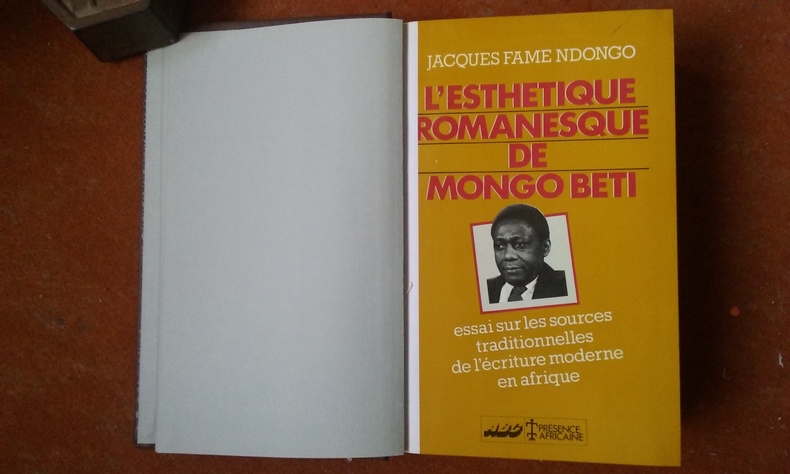 JACQUES FAME NDONGO
L'ESTHETIQUE
ROMANESQUE
DE
MONGO BETI
essai sur les sources
traditionnelles
de l'écriture moderne
en afrique
ABC PRESENCE
AFRICAINE